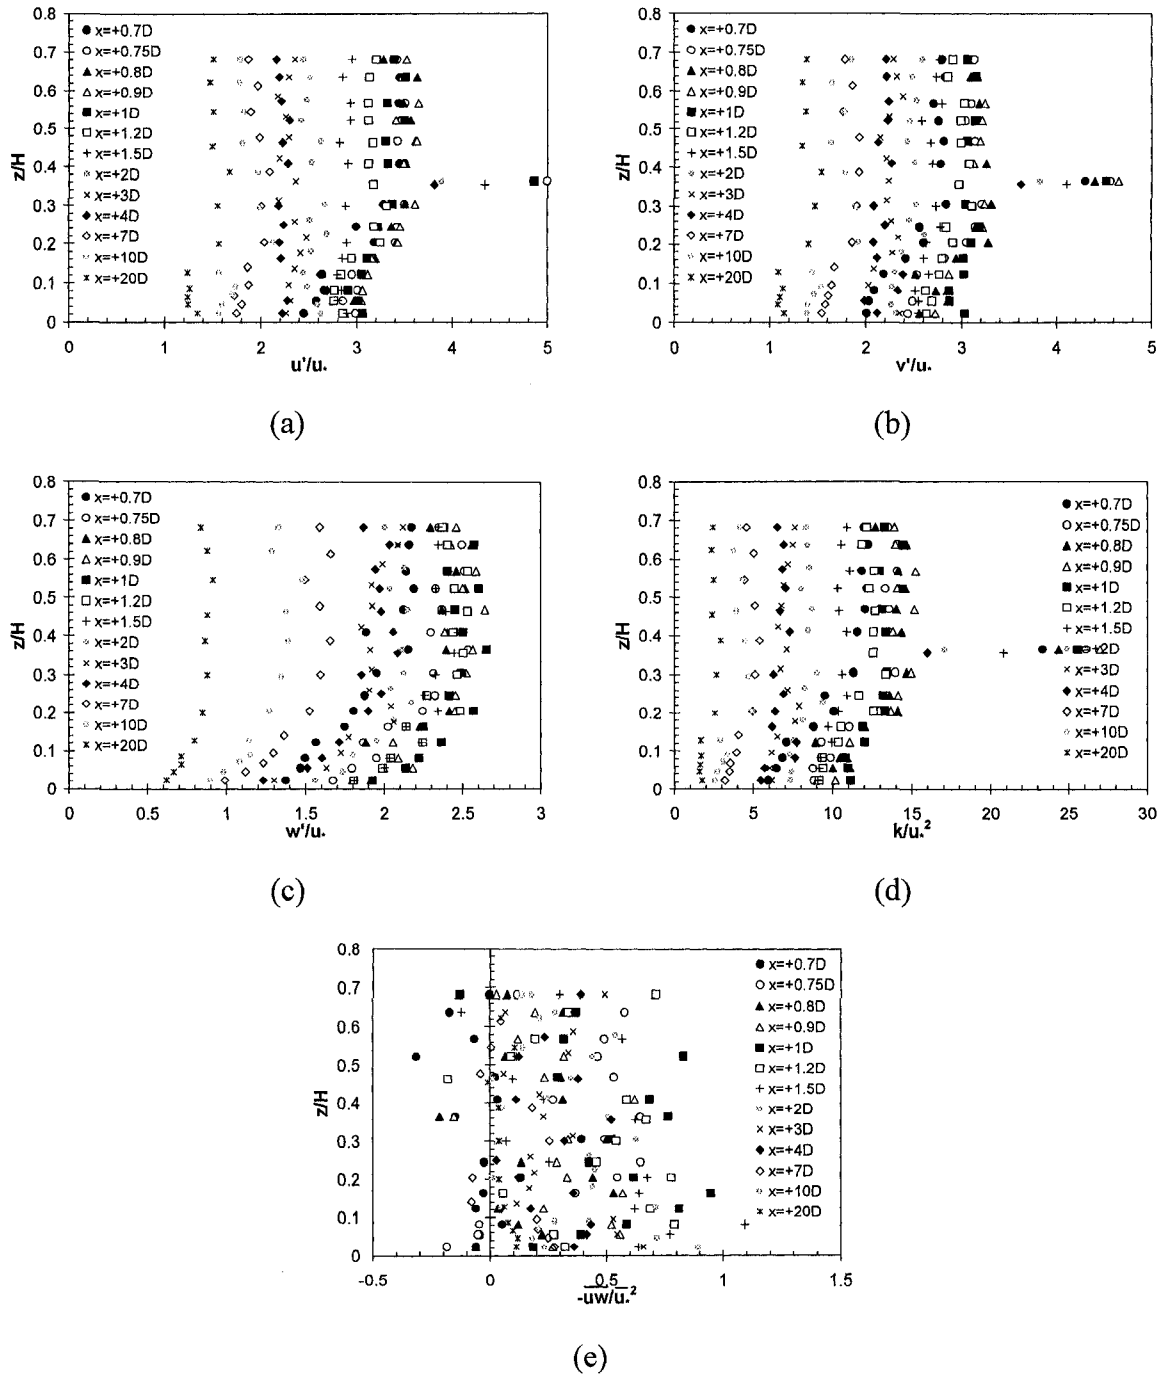 z/H
0.8
0.7
0.6
0.5
0.4
0.3
0.2
0.1
0
x=+0.7D
x=+0.75D
x=+0.8D
x=+0.9D
x=+1D
x=+1.2D
x=+1.5D
x=+2D
x=+3D
x=+4D
x=+7D
x=+10D
x=+20D
0 1 2 3 4 5
u'/u*
(a)
z/H
0.8
0.7
0.6
0.5
0.4
0.3
0.2
0.1
0
x=+0.7D
x=+0.75D
x=+0.8D
x=+0.9D
x=+1D
x=+1.2D
x=+1.5D
x=+2D
x=+3D
x=+4D
x=+7D
x=+10D
x=+20D
0 1 2 3 4 5
v'/u*
(b)
z/H
0.8
0.7
0.6
0.5
0.4
0.3
0.2
0.1
0
x=+0.7D
x=+0.75D
x=+0.8D
x=+0.9D
x=+1D
x=+1.2D
x=+1.5D
x=+2D
x=+3D
x=+4D
x=+7D
x=+10D
x=+20D
0 0.5 1 1.5 2 2.5 3
w'/u*
(c)
z/H
0.8
0.7
0.6
0.5
0.4
0.3
0.2
0.1
0
x=+0.7D
x=+0.75D
x=+0.8D
x=+0.9D
x=+1D
x=+1.2D
x=+1.5D
x=+2D
x=+3D
x=+4D
x=+7D
x=+10D
x=+20D
0 5 10 15 20 25 30
k/u*²
(d)
z/H
0.8
0.7
0.6
0.5
0.4
0.3
0.2
0.1
0
x=+0.7D
x=+0.75D
x=+0.8D
x=+0.9D
x=+1D
x=+1.2D
x=+1.5D
x=+2D
x=+3D
x=+4D
x=+7D
x=+10D
x=+20D
-0.5 0 0.5 1 1.5
-uw/u*²
(e)